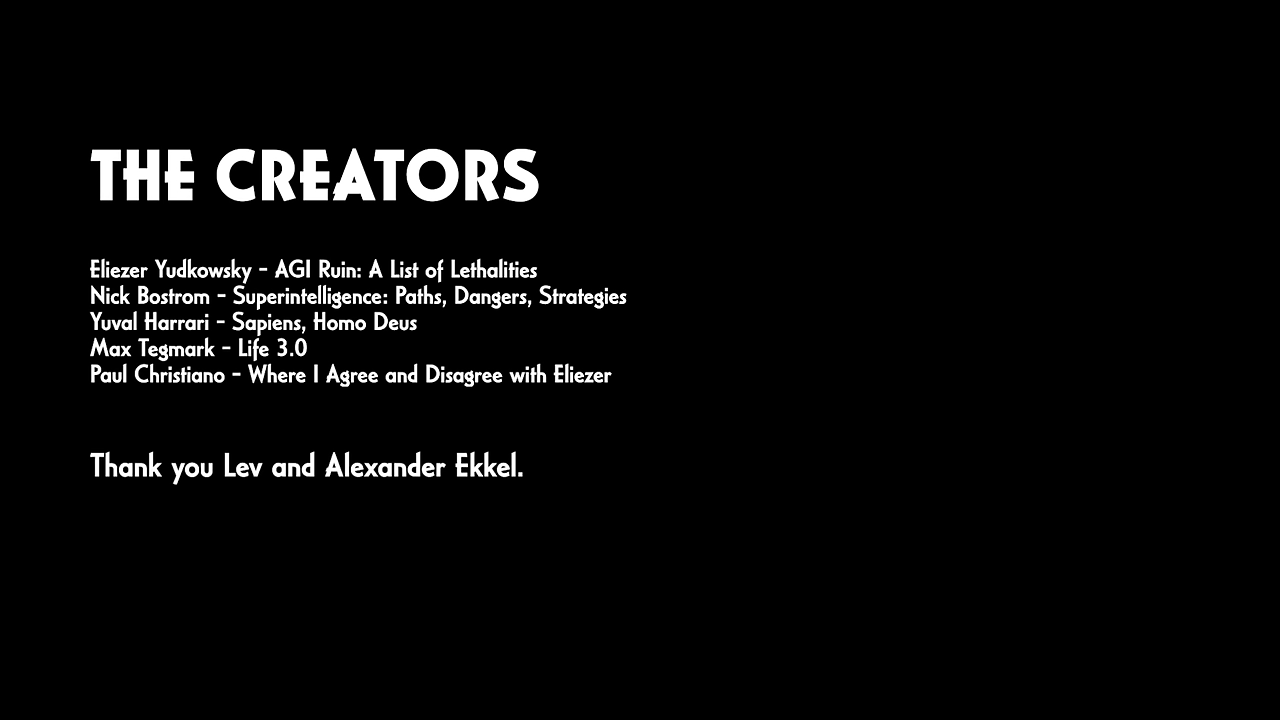 THE CREATORS
Eliezer Yudkowsky - AGI Ruin: A List of Lethalities
Nick Bostrom - Superintelligence: Paths, Dangers, Strategies
Yuval Harrari - Sapiens, Homo Deus
Max Tegmark - Life 3.0
Paul Christiano - Where I Agree and Disagree with Eliezer
Thank you Lev and Alexander Ekkel.